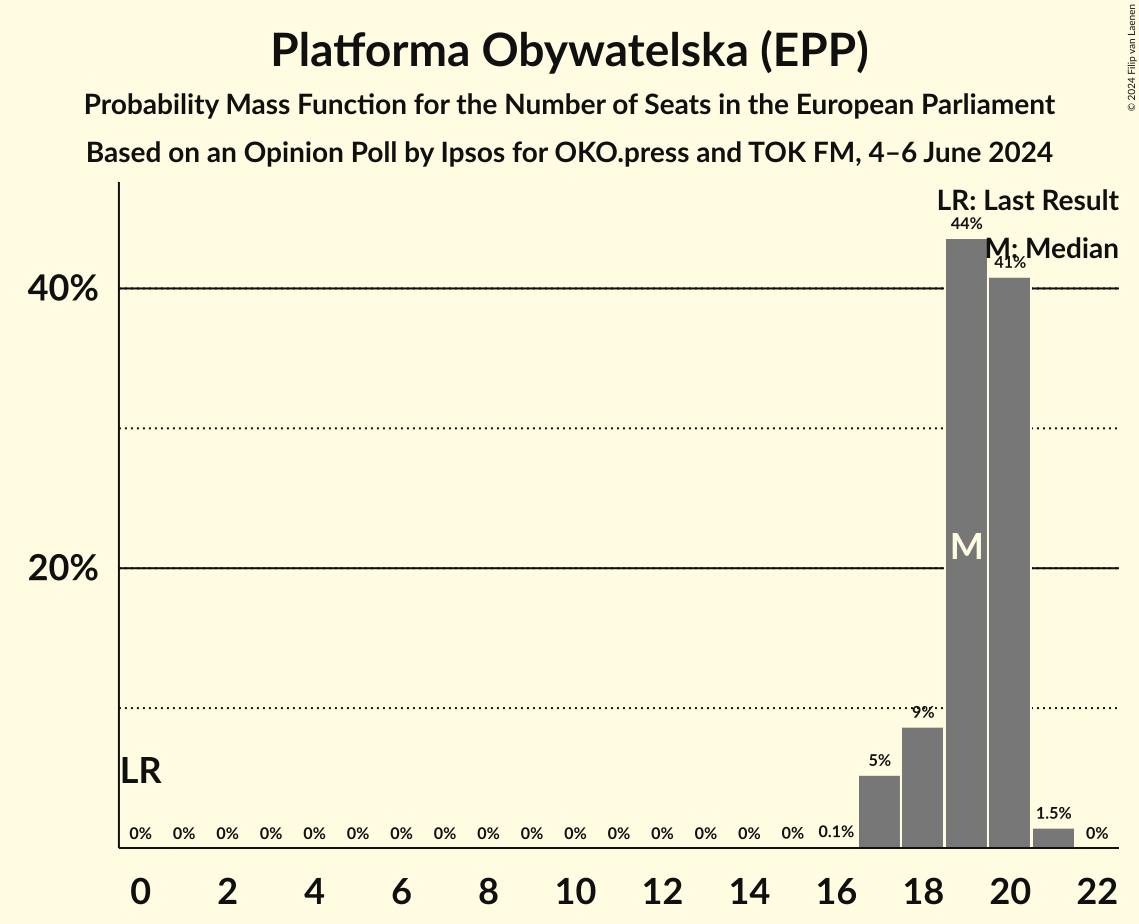 Platforma Obywatelska (EPP)
Probability Mass Function for the Number of Seats in the European Parliament
Based on an Opinion Poll by Ipsos for OKO.press and TOK FM, 4–6 June 2024
© 2024 Filip van Laenen
LR: Last Result
M: Median
44%
41%
40%
20%
M
9%
5%
LR
1.5%
0% 0% 0% 0% 0% 0% 0% 0% 0% 0% 0% 0% 0% 0% 0% 0% 0.1% 0%
0 2 4 6 8 10 12 14 16 18 20 22